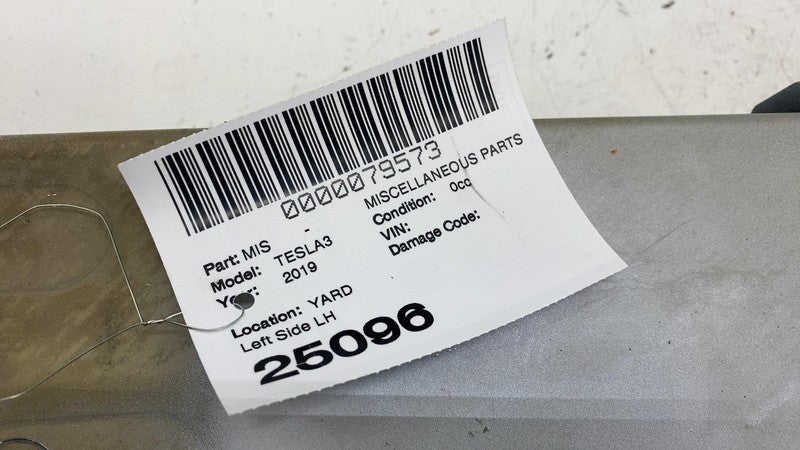 0000079573
Part: MIS - MISCELLANEOUS PARTS
Model: TESLA3 Condition: 0cc
Year: 2019 VIN:
Damage Code:
Location: YARD
Left Side LH
25096